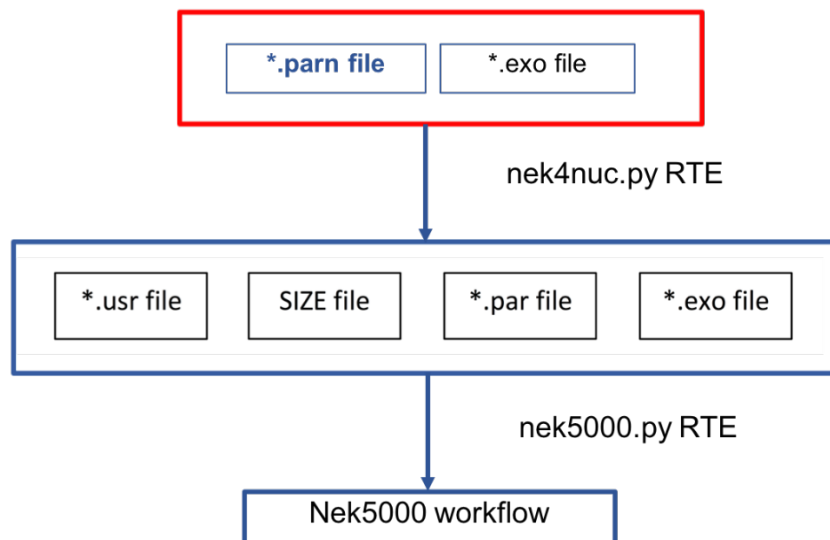 *.parn file
*.exo file
nek4nuc.py RTE
*.usr file
SIZE file
*.par file
*.exo file
nek5000.py RTE
Nek5000 workflow